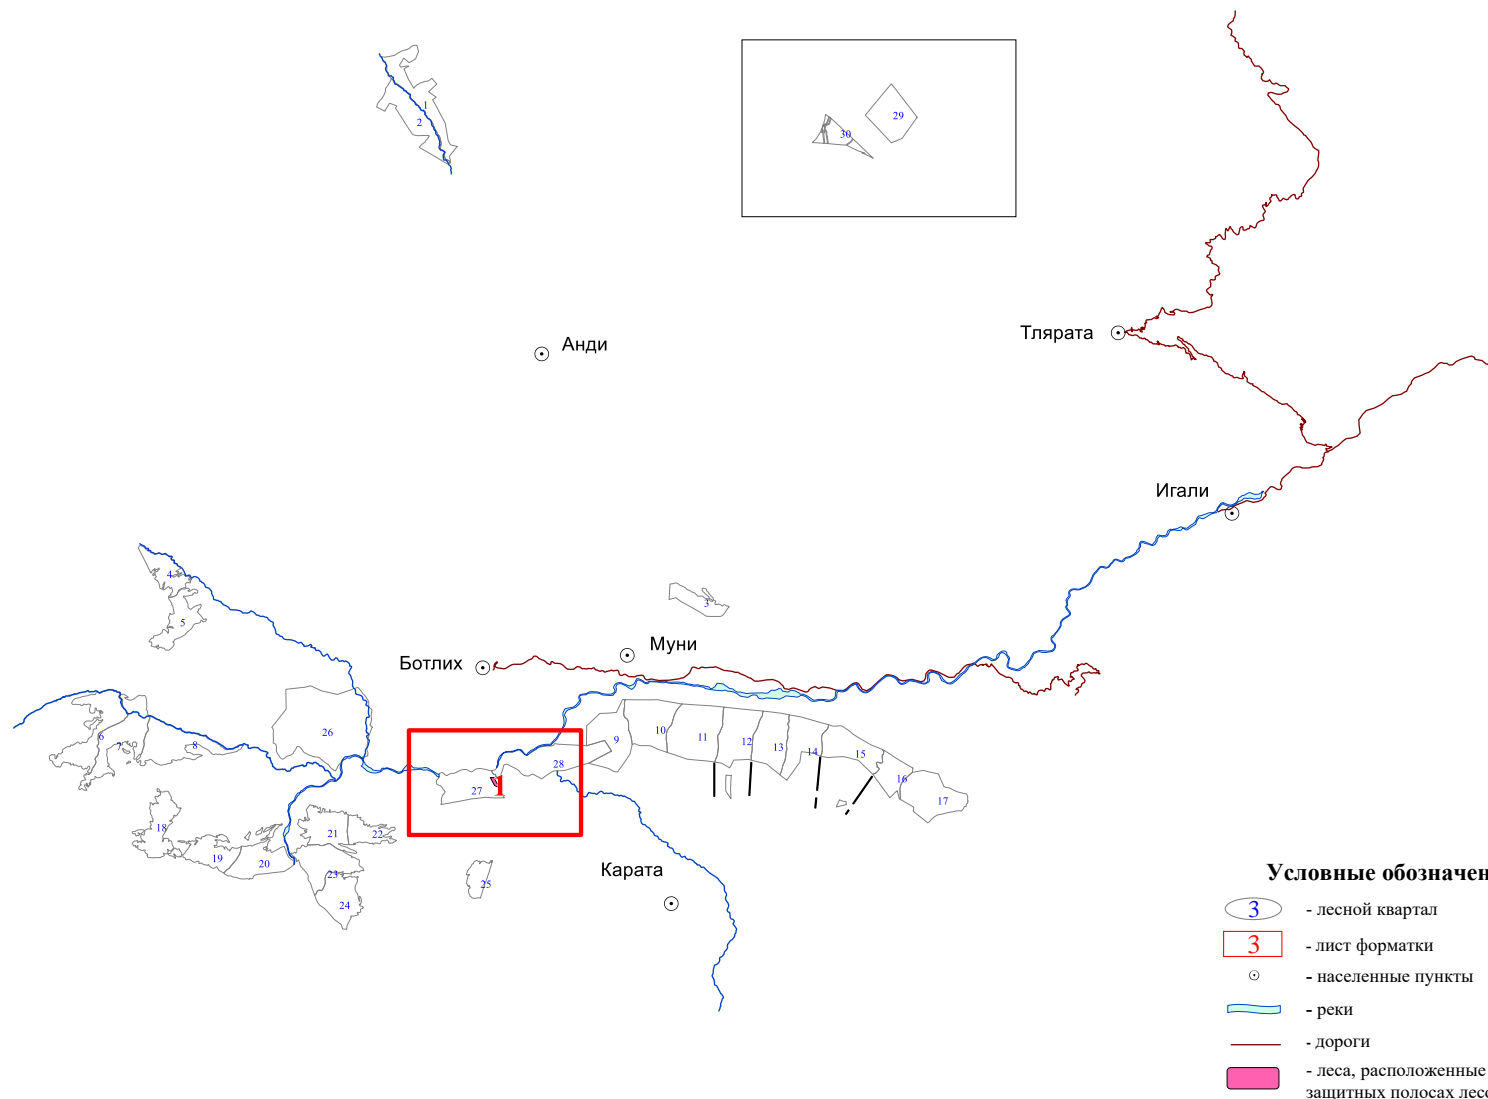 1
2
29
30
Тлярата
Анди
Игали
4
3
5
Муни
Ботлих
6
7
8
26
9
10
11
12
13
14
15
16
17
28
27
1
18
19
20
21
22
23
24
25
Карата
Условные обозначен
3 - лесной квартал
3 - лист форматки
- населенные пункты
- реки
- дороги
- леса, расположенные
защитных полосах лесо